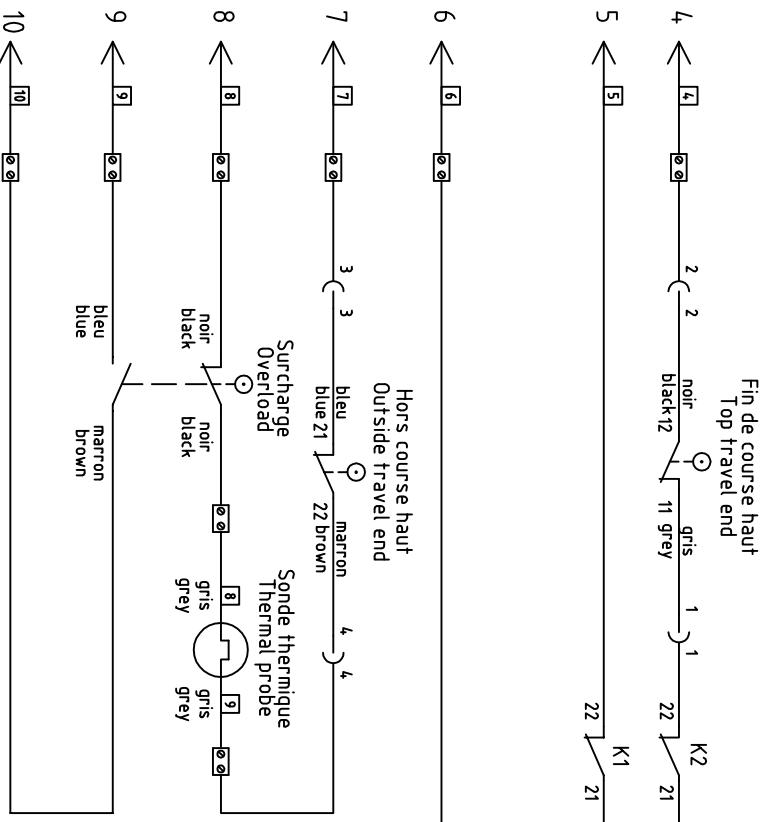 Fin de course haut
Top travel end
4 4 2 2 noir gris 1 1 K2
black 12 11 grey 22 21
5 5 K1
22 21
6 6
Hors course haut
Outside travel end
7 7 3 3 bleu marron 4 4
blue 21 22 brown
Surcharge Sonde thermique
Overload Thermal probe
8 8 8 9
noir noir gris gris
black black grey grey
9 9
bleu marron
blue brown
10 10